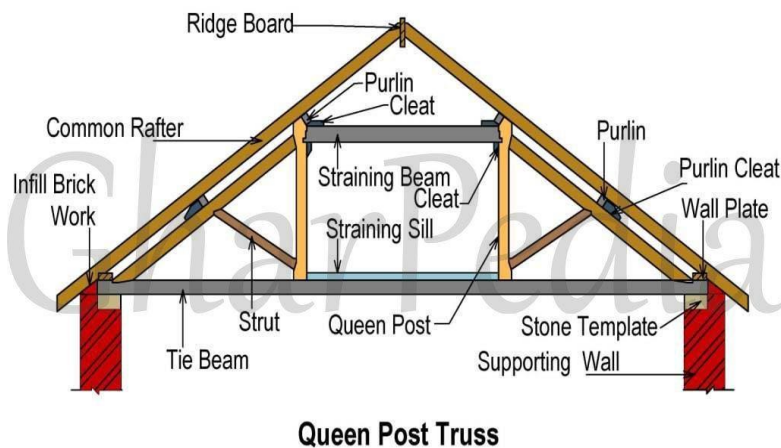 Ridge Board
Purlin
Cleat
Common Rafter
Purlin
Infill Brick
Work
Straining Beam
Cleat
Purlin Cleat
Wall Plate
Straining Sill
GharPedia
Strut
Queen Post
Stone Template
Tie Beam
Supporting Wall
Queen Post Truss